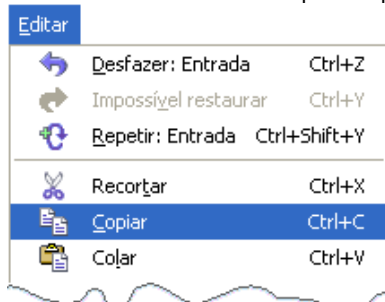 Editar
Desfazer: Entrada Ctrl+Z
Impossível restaurar Ctrl+Y
Repetir: Entrada Ctrl+Shift+Y
Recortar Ctrl+X
Copiar Ctrl+C
Colar Ctrl+V